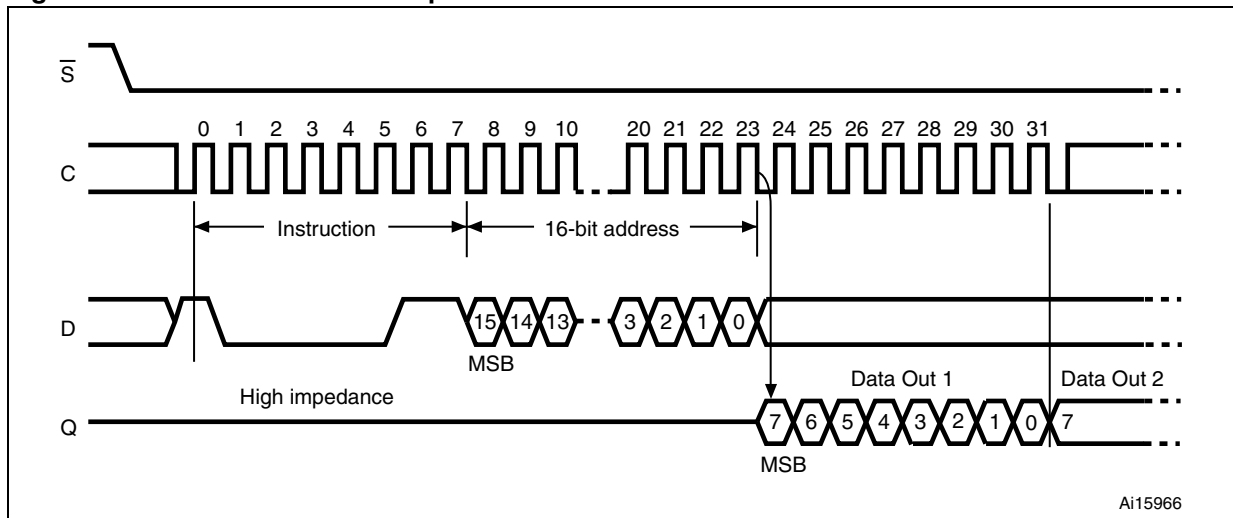 S
0 1 2 3 4 5 6 7 8 9 10 20 21 22 23 24 25 26 27 28 29 30 31
C
Instruction 16-bit address
D 15 14 13 3 2 1 0
MSB
Data Out 1 Data Out 2
High impedance
Q 7 6 5 4 3 2 1 0 7
MSB
Ai15966